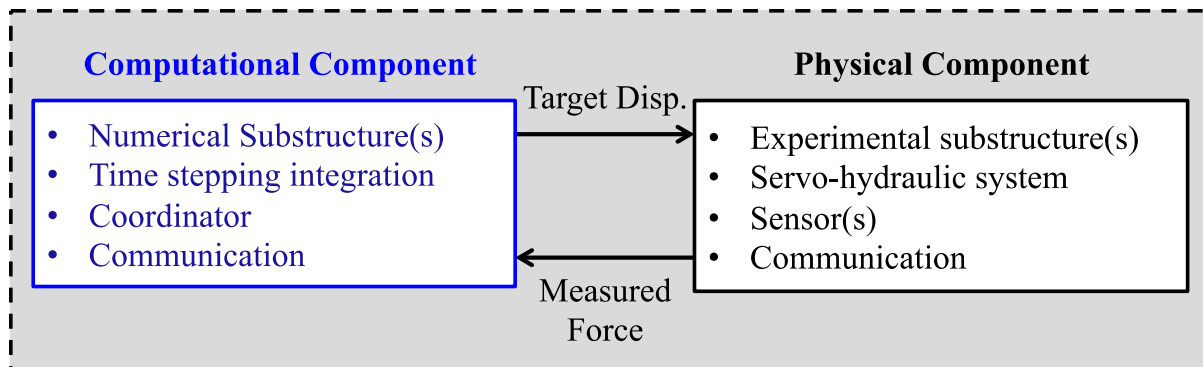 Computational Component
• Numerical Substructure(s)
• Time stepping integration
• Coordinator
• Communication
Target Disp.
Measured
Force
Physical Component
• Experimental substructure(s)
• Servo-hydraulic system
• Sensor(s)
• Communication